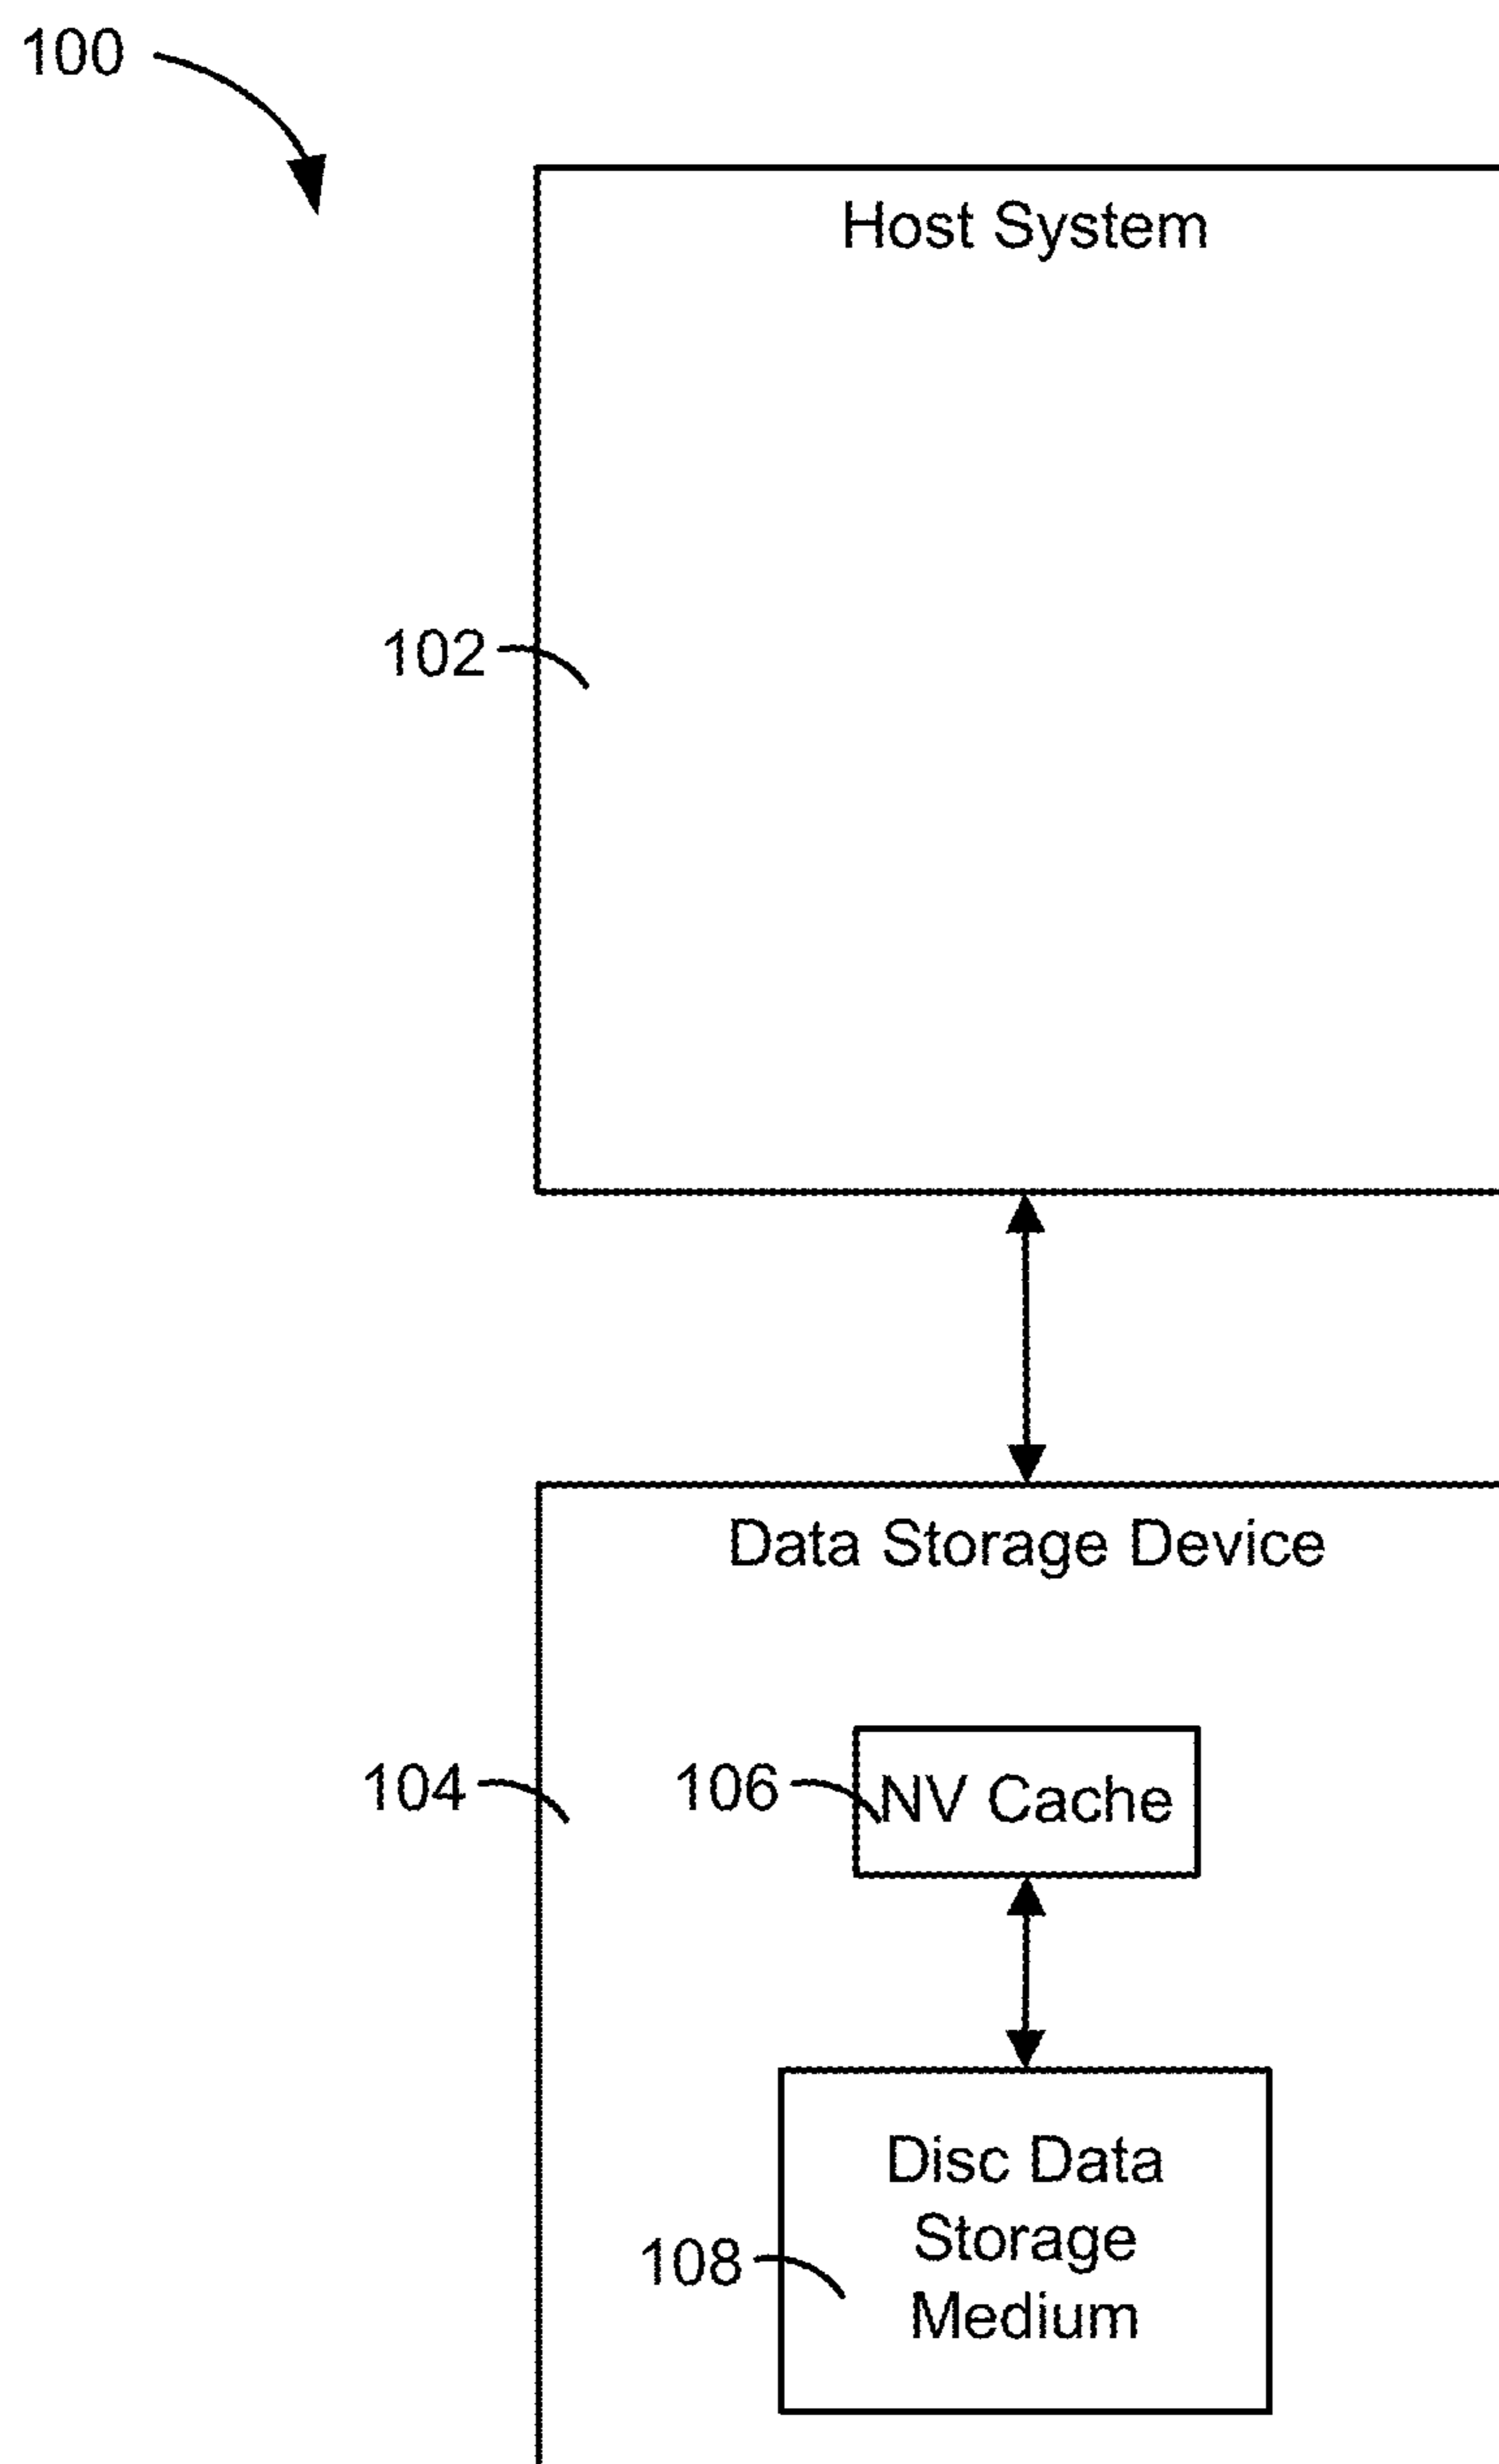 100
Host System
102
Data Storage Device
104
106
NV Cache
Disc Data
Storage
108
Medium